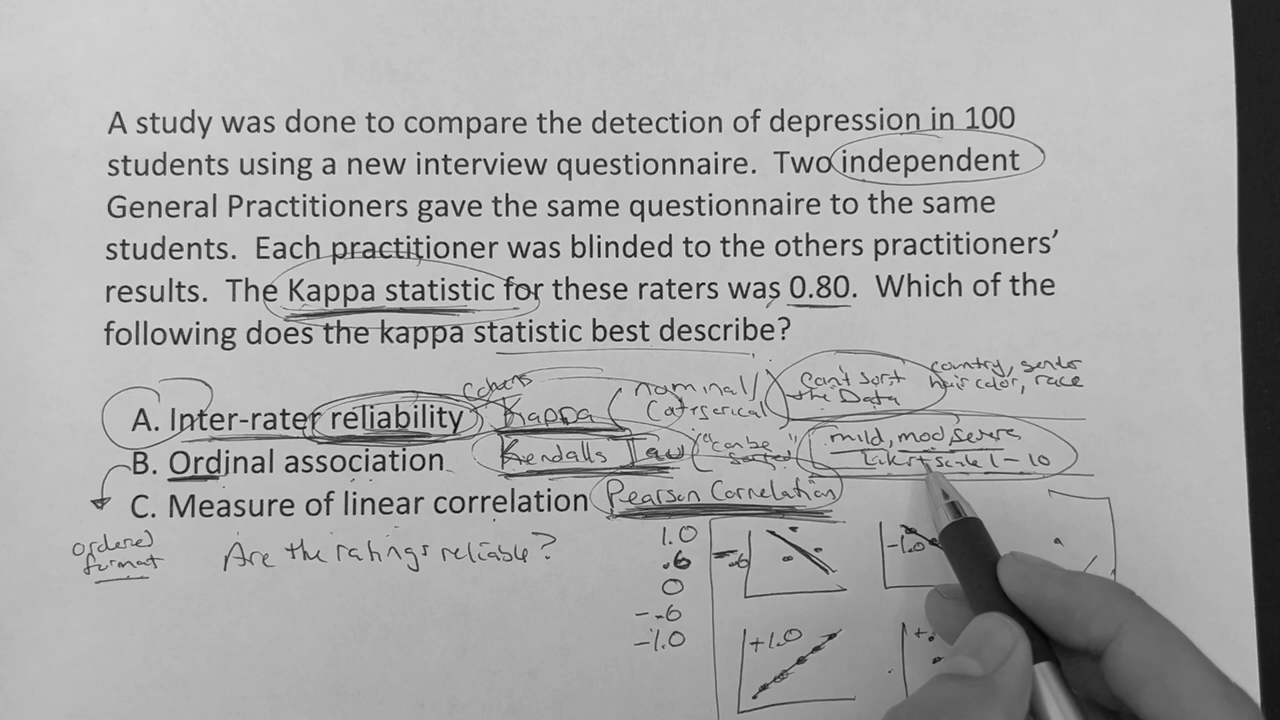 A study was done to compare the detection of depression in 100
students using a new interview questionnaire. Two independent
General Practitioners gave the same questionnaire to the same
students. Each practitioner was blinded to the others practitioners'
results. The Kappa statistic for these raters was 0.80. Which of the
following does the kappa statistic best describe?
country, gender
hair color, race
can't sort
the Data
nominal/
Categorical
Cohen's
A. Inter-rater reliability Kappa
B. Ordinal association Kendalls Taw "can be sorted" mild, mod, severe
Likert scale 1-10
C. Measure of linear correlation Pearson Correlation
ordered
format
Are the ratings reliable?
1.0
.6
0
-.6
-1.0
-.6
-1.0
+1.0
+.